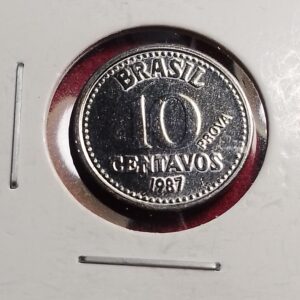 BRASIL
10
PROVA
CENTAVOS
1987